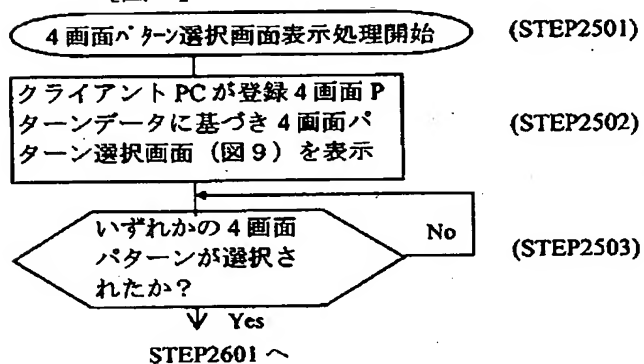 4画面パターン選択画面表示処理開始 (STEP2501)
クライアントPCが登録4画面P
ターンデータに基づき4画面パ (STEP2502)
ターン選択画面(図9)を表示
いずれかの4画面
パターンが選択さ
れたか?
No
(STEP2503)
Yes
STEP2601へ